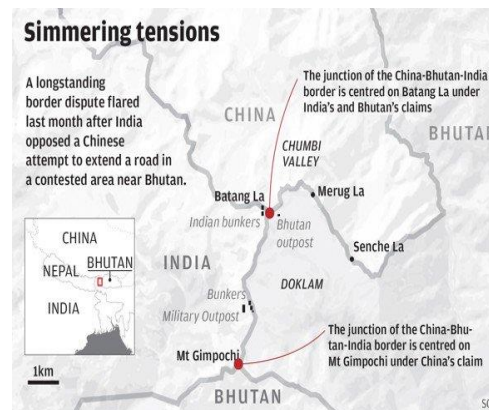 Simmering tensions
A longstanding
border dispute flared
last month after India
opposed a Chinese
attempt to extend a road in
a contested area near Bhutan.
The junction of the China-Bhutan-India
border is centred on Batang La under
India's and Bhutan's claims
CHINA
BHUTAN
CHUMBI
VALLEY
Batang La
Merug La
Indian bunkers
Bhutan
outpost
Senche La
INDIA
DOKLAM
Bunkers
Military Outpost
CHINA
NEPAL
BHUTAN
INDIA
The junction of the China-Bhu-
tan-India border is centred on
Mt Gimpochi under China's claim
Mt Gimpochi
1km
BHUTAN